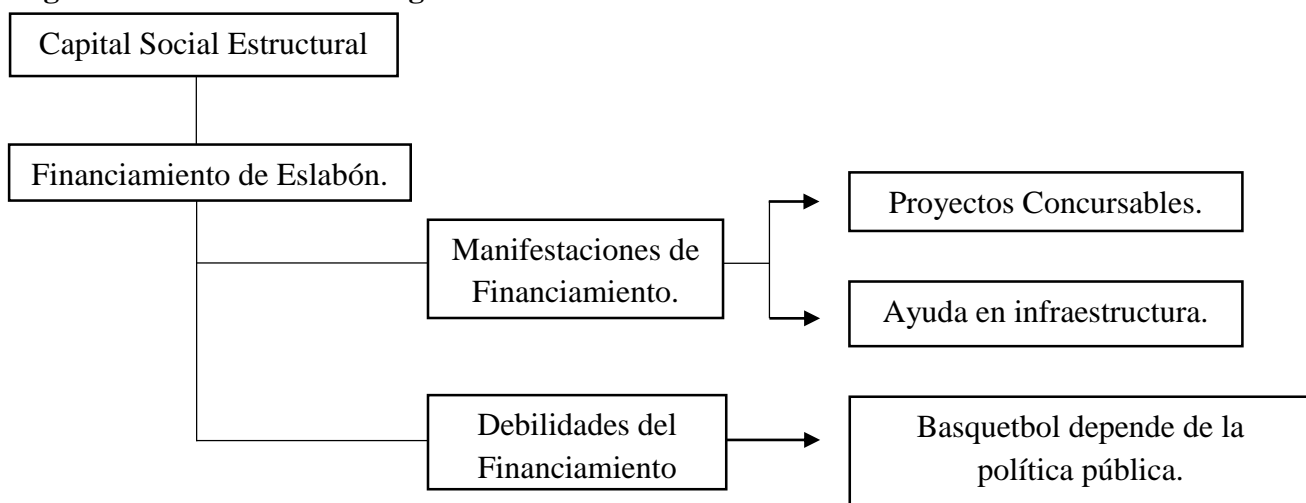 Capital Social Estructural
Financiamiento de Eslabón.
Manifestaciones de
Financiamiento.
Proyectos Concursables.
Ayuda en infraestructura.
Debilidades del
Financiamiento
Basquetbol depende de la
política pública.